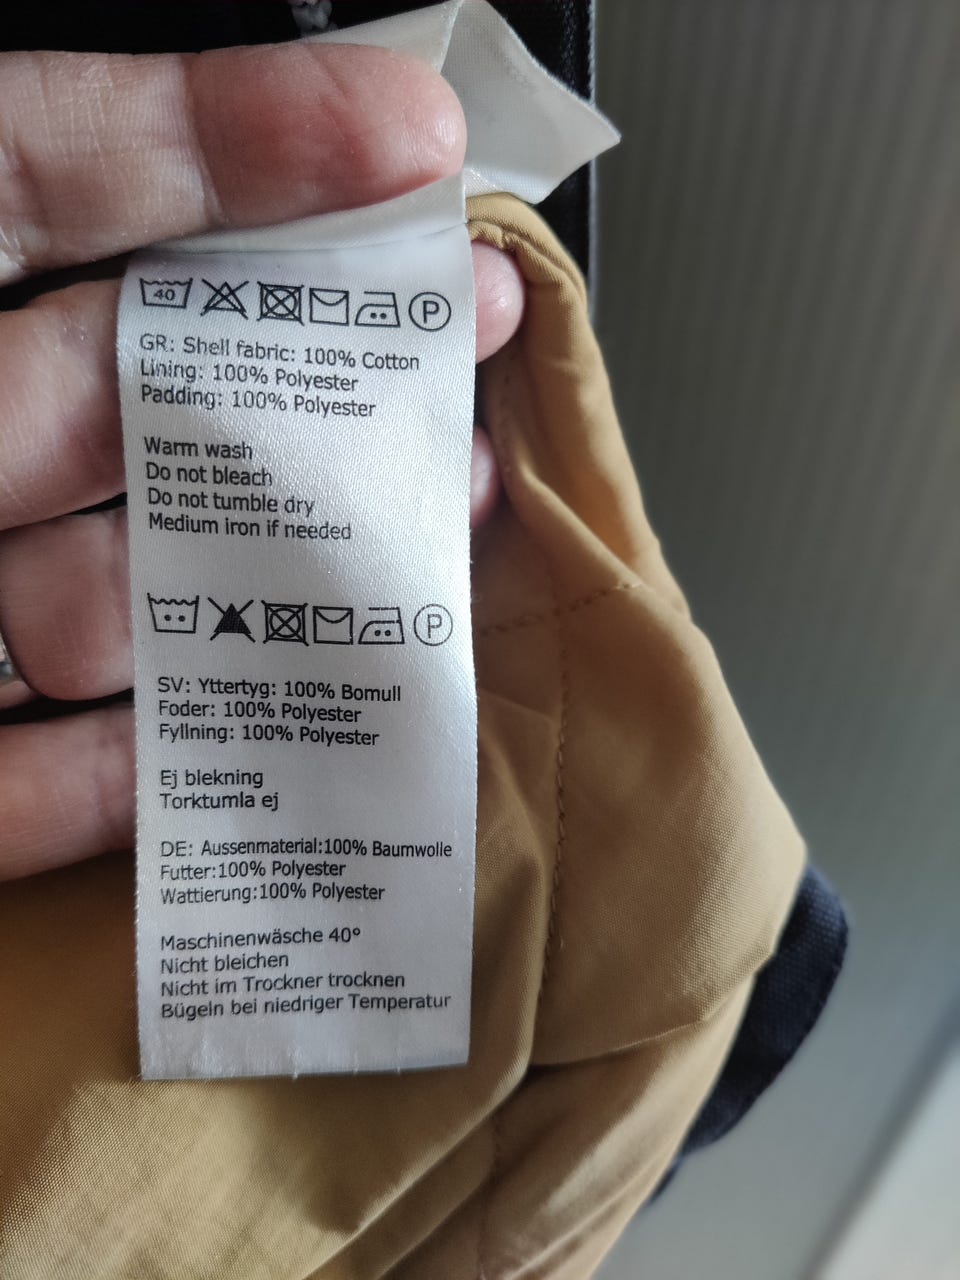 40 P
GR: Shell fabric: 100% Cotton
Lining: 100% Polyester
Padding: 100% Polyester
Warm wash
Do not bleach
Do not tumble dry
Medium iron if needed
P
SV: Yttertyg: 100% Bomull
Foder: 100% Polyester
Fyllning: 100% Polyester
Ej blekning
Torktumla ej
DE: Aussenmaterial:100% Baumwolle
Futter:100% Polyester
Wattierung:100% Polyester
Maschinenwäsche 40°
Nicht bleichen
Nicht im Trockner trocknen
Bügeln bei niedriger Temperatur